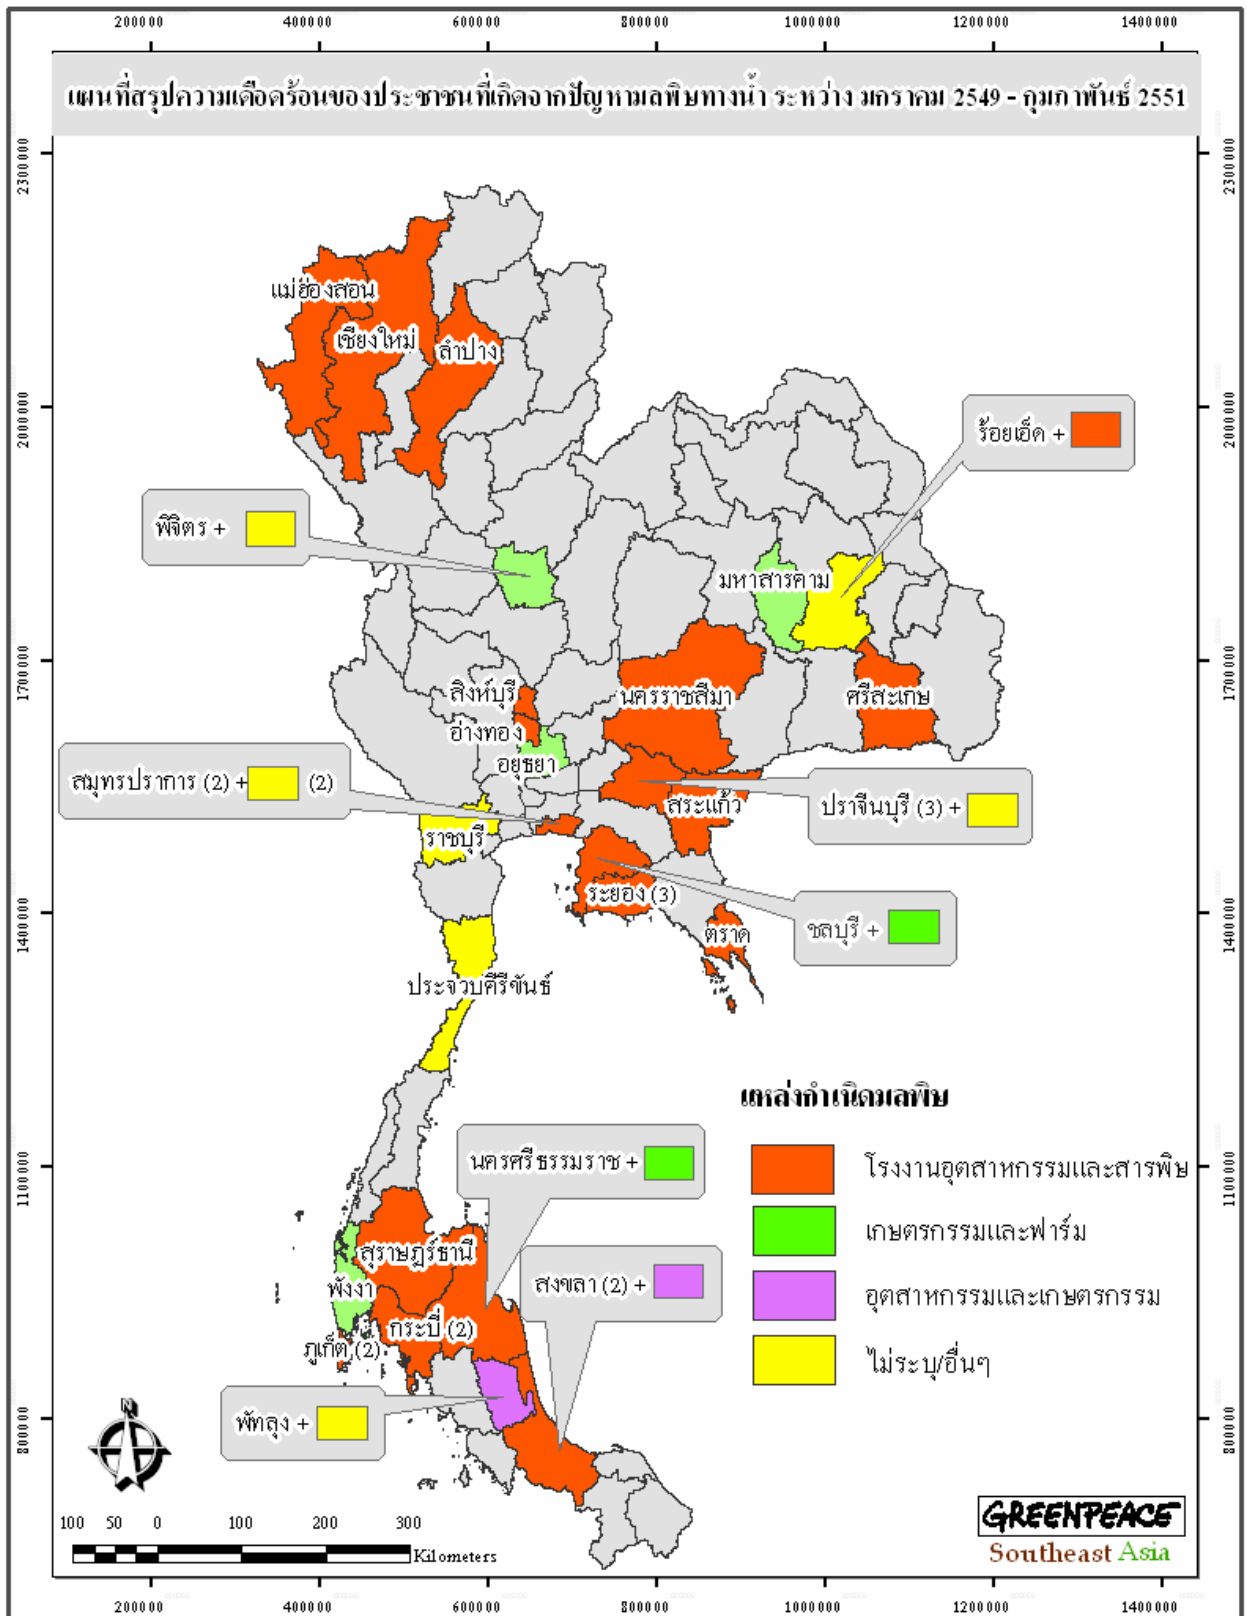 200000 400000 600000 800000 1000000 1200000 1400000
แผนที่สรุปความเดือดร้อนของประชาชนที่เกิดจากปัญหามลพิษทางน้ำ ระหว่าง มกราคม 2549 - กุมภาพันธ์ 2551
2300000 2300000
แม่ฮ่องสอน
เชียงใหม่
ลำปาง
2000000 2000000
ร้อยเอ็ด +
พิจิตร +
มหาสารคาม
1700000 1700000
สิงห์บุรี
นครราชสีมา
ศรีสะเกษ
อ่างทอง
อยุธยา
สมุทรปราการ (2) + (2)
สระแก้ว
ปราจีนบุรี (3) +
ราชบุรี
ระยอง (3)
1400000 1400000
ชลบุรี +
ตราด
ประจวบคีรีขันธ์
แหล่งกำเนิดมลพิษ
นครศรีธรรมราช +
1100000 1100000
โรงงานอุตสาหกรรมและสารพิษ
เกษตรกรรมและฟาร์ม
สุราษฎร์ธานี
พังงา
สงขลา (2) +
อุตสาหกรรมและเกษตรกรรม
กระบี่ (2)
ภูเก็ต (2)
ไม่ระบุ/อื่นๆ
พัทลุง +
800000 800000
N
100 50 0 100 200 300
Kilometers
GREENPEACE
Southeast Asia
200000 400000 600000 800000 1000000 1200000 1400000